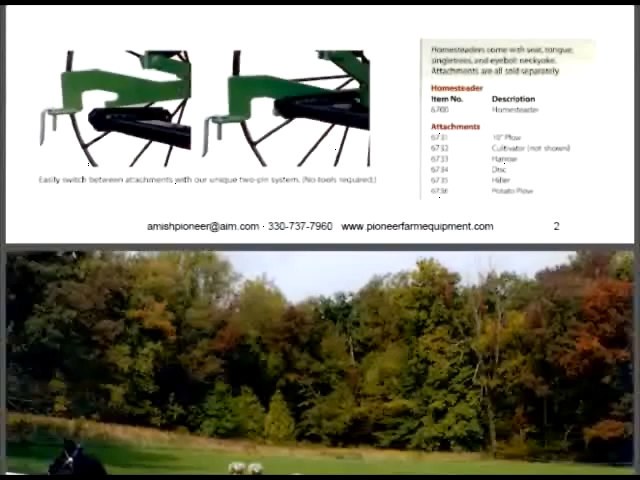 Homesteaders come with seat, tongue,
singletrees, and eyebolt neckyoke.
Attachments are all sold separately.
Homesteader
Item No. Description
6700 Homesteader
Attachments
6731 10" Plow
6732 Cultivator (not shown)
6733 Harrow
6734 Disc
6735 Hiller
6736 Potato Plow
Easily switch between attachments with our unique two-pin system. (No tools required.)
amishpioneer@aim.com · 330-737-7960 www.pioneerfarmequipment.com 2